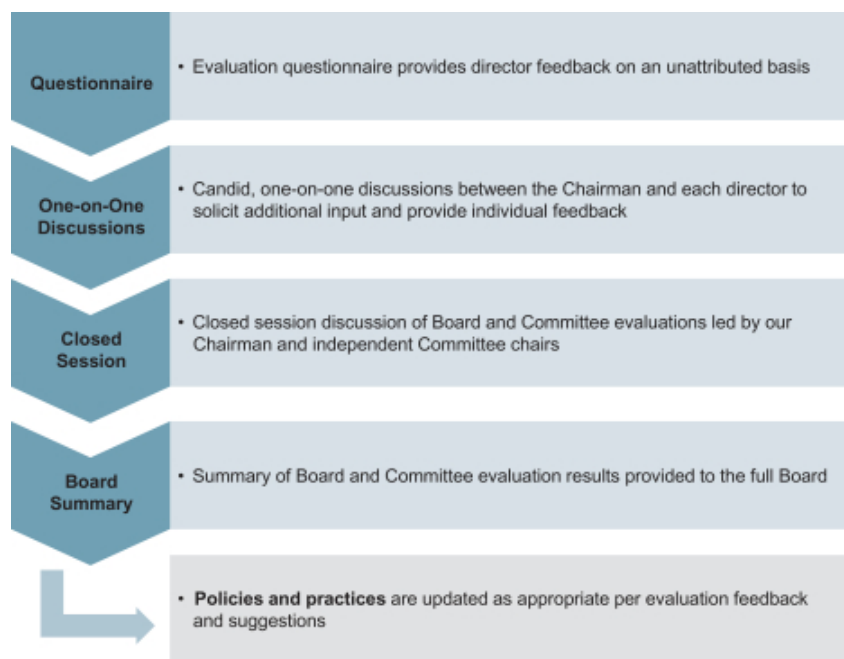 Questionnaire
• Evaluation questionnaire provides director feedback on an unattributed basis
One-on-One
Discussions
• Candid, one-on-one discussions between the Chairman and each director to
solicit additional input and provide individual feedback
Closed
Session
• Closed session discussion of Board and Committee evaluations led by our
Chairman and independent Committee chairs
Board
Summary
• Summary of Board and Committee evaluation results provided to the full Board
• Policies and practices are updated as appropriate per evaluation feedback
and suggestions